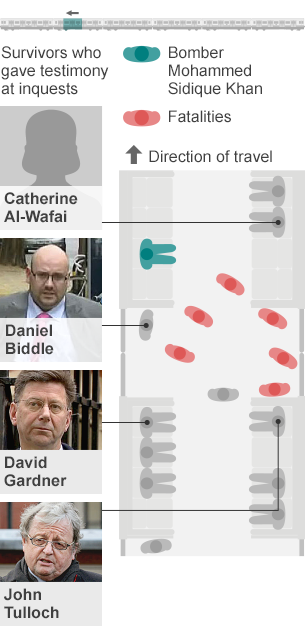 Survivors who
gave testimony
at inquests
Bomber
Mohammed
Sidique Khan
Fatalities
Direction of travel
Catherine
Al-Wafai
Daniel
Biddle
David
Gardner
John
Tulloch